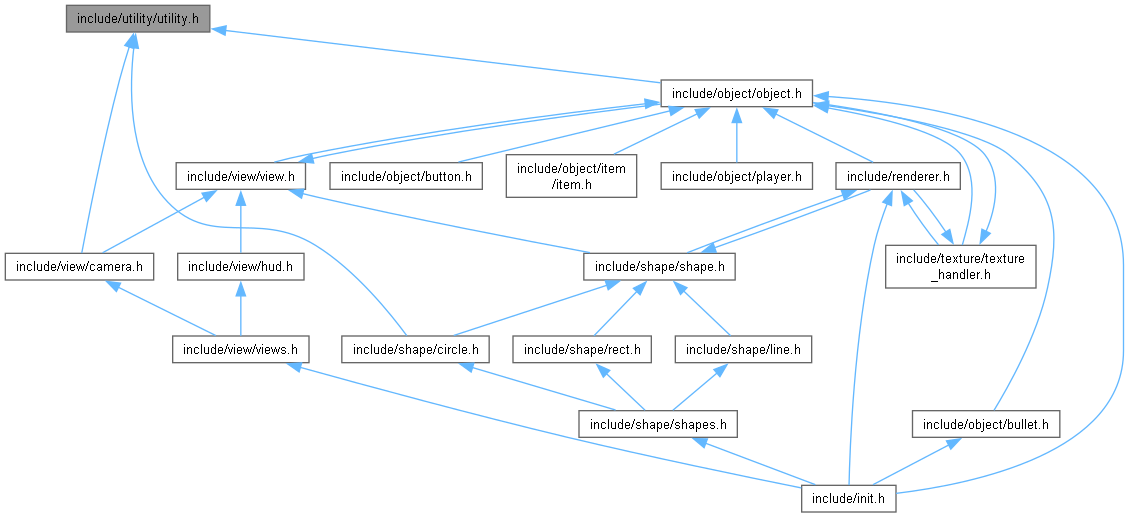 include/utility/utility.h
include/object/object.h
include/view/view.h
include/object/button.h
include/object/item
/item.h
include/object/player.h
include/renderer.h
include/view/camera.h
include/view/hud.h
include/shape/shape.h
include/texture/texture
_handler.h
include/view/views.h
include/shape/circle.h
include/shape/rect.h
include/shape/line.h
include/shape/shapes.h
include/object/bullet.h
include/init.h